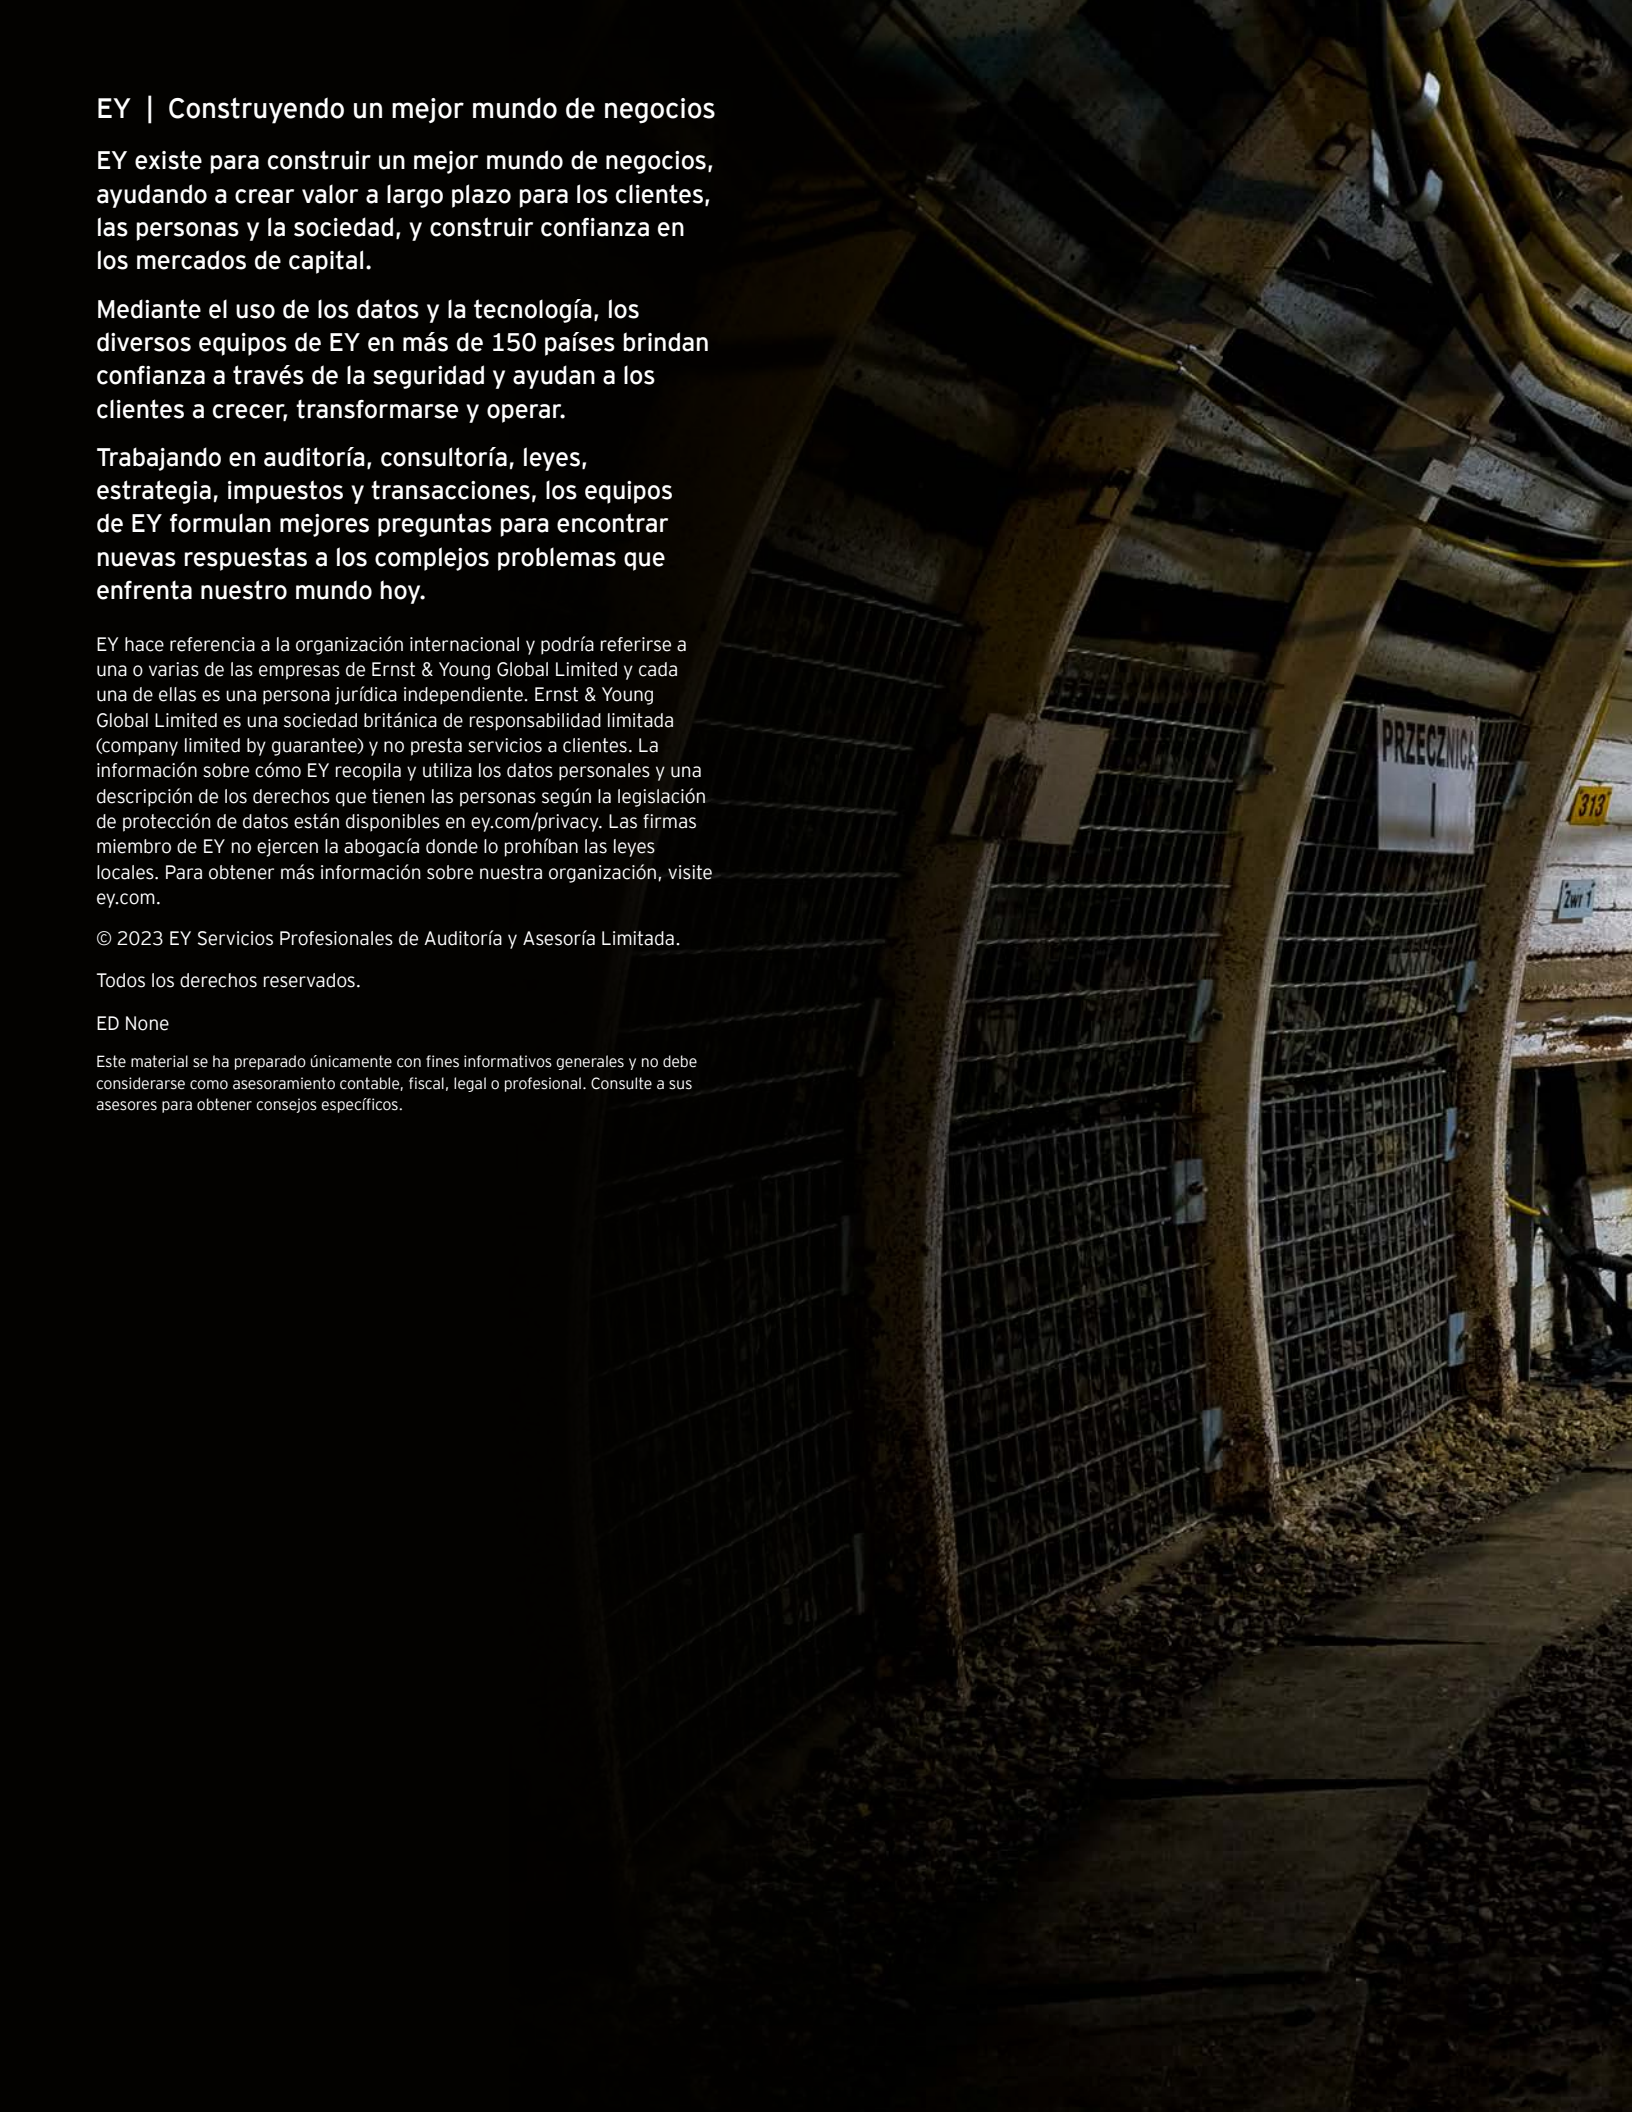 EY | Construyendo un mejor mundo de negocios
EY existe para construir un mejor mundo de negocios,
ayudando a crear valor a largo plazo para los clientes,
las personas y la sociedad, y construir confianza en
los mercados de capital.
Mediante el uso de los datos y la tecnología, los
diversos equipos de EY en más de 150 países brindan
confianza a través de la seguridad y ayudan a los
clientes a crecer, transformarse y operar.
Trabajando en auditoría, consultoría, leyes,
estrategia, impuestos y transacciones, los equipos
de EY formulan mejores preguntas para encontrar
nuevas respuestas a los complejos problemas que
enfrenta nuestro mundo hoy.
EY hace referencia a la organización internacional y podría referirse a
una o varias de las empresas de Ernst & Young Global Limited y cada
una de ellas es una persona jurídica independiente. Ernst & Young
Global Limited es una sociedad británica de responsabilidad limitada
(company limited by guarantee) y no presta servicios a clientes. La
información sobre cómo EY recopila y utiliza los datos personales y una
descripción de los derechos que tienen las personas según la legislación
de protección de datos están disponibles en ey.com/privacy. Las firmas
miembro de EY no ejercen la abogacía donde lo prohíban las leyes
locales. Para obtener más información sobre nuestra organización, visite
ey.com.
© 2023 EY Servicios Profesionales de Auditoría y Asesoría Limitada.
Todos los derechos reservados.
ED None
Este material se ha preparado únicamente con fines informativos generales y no debe
considerarse como asesoramiento contable, fiscal, legal o profesional. Consulte a sus
asesores para obtener consejos específicos.
PRZECZNICA
I
313
Zwr 1